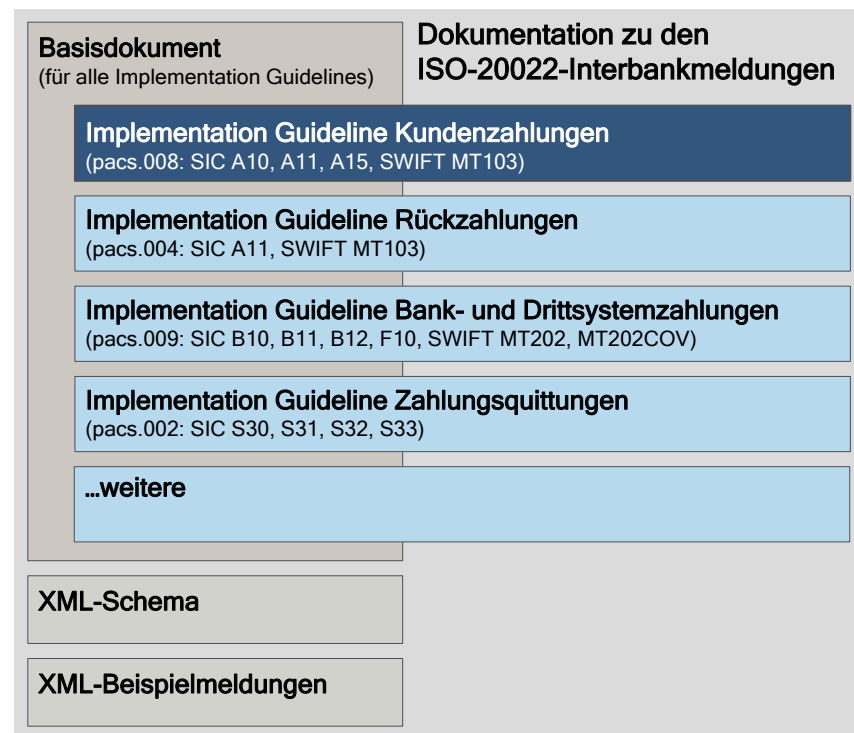 Basisdokument
(für alle Implementation Guidelines)
Dokumentation zu den
ISO-20022-Interbankmeldungen
Implementation Guideline Kundenzahlungen
(pacs.008: SIC A10, A11, A15, SWIFT MT103)
Implementation Guideline Rückzahlungen
(pacs.004: SIC A11, SWIFT MT103)
Implementation Guideline Bank- und Drittsystemzahlungen
(pacs.009: SIC B10, B11, B12, F10, SWIFT MT202, MT202COV)
Implementation Guideline Zahlungsquittungen
(pacs.002: SIC S30, S31, S32, S33)
...weitere
XML-Schema
XML-Beispielmeldungen